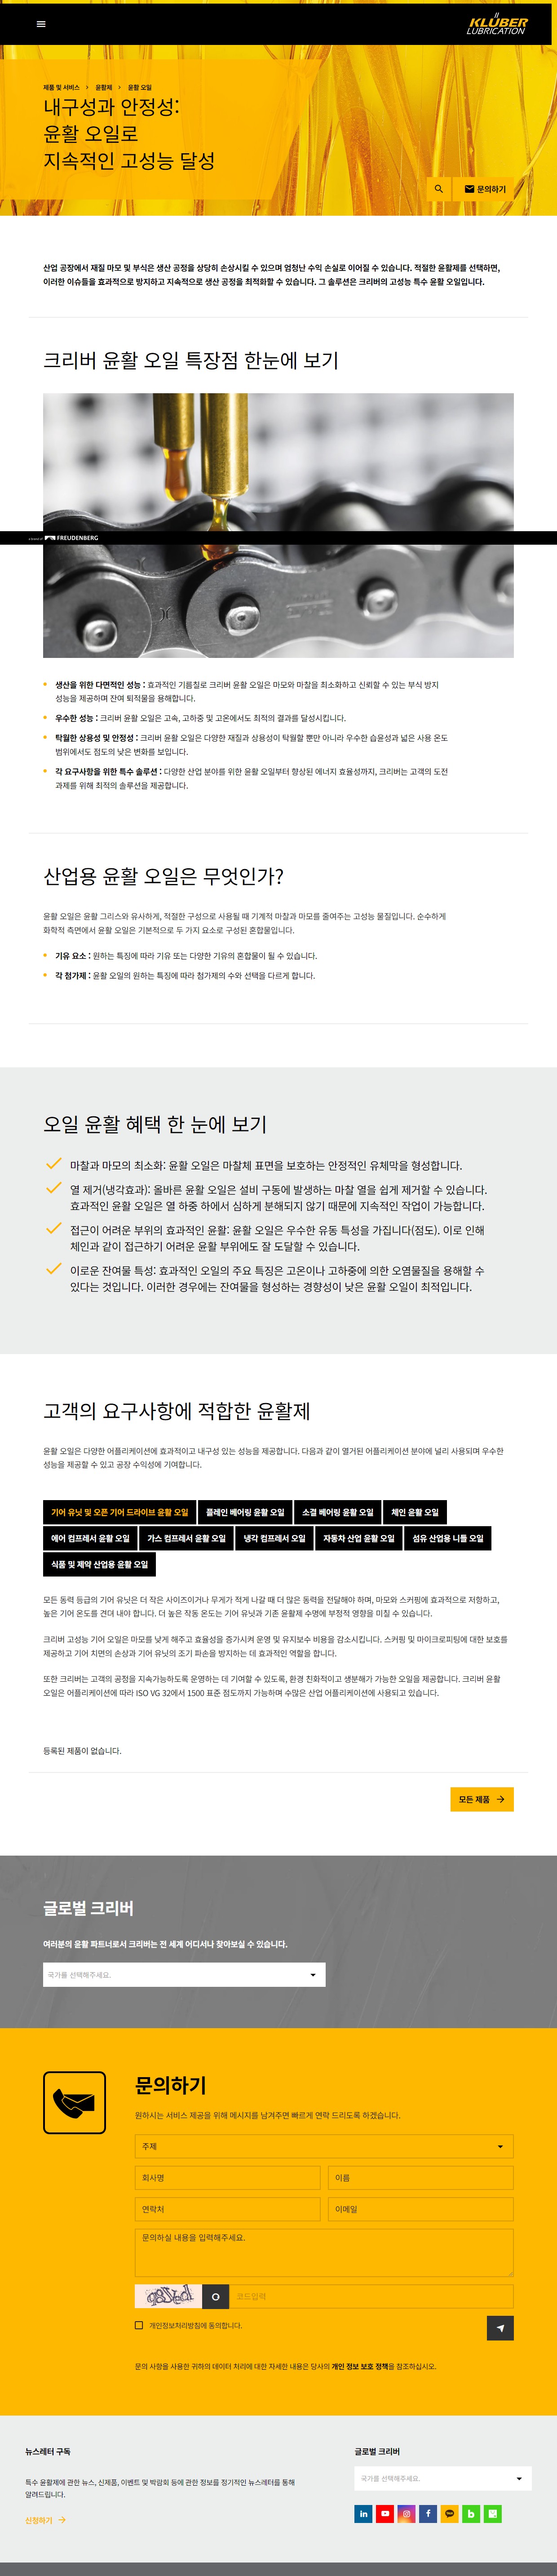 KLÜBER
LUBRICATION
제품 및 서비스 > 윤활제 > 윤활 오일
내구성과 안정성:
윤활 오일로
지속적인 고성능 달성
문의하기
산업 공장에서 재질 마모 및 부식은 생산 공정을 상당히 손상시킬 수 있으며 엄청난 수익 손실로 이어질 수 있습니다. 적절한 윤활제를 선택하면,
이러한 이슈들을 효과적으로 방지하고 지속적으로 생산 공정을 최적화할 수 있습니다. 그 솔루션은 크리버의 고성능 특수 윤활 오일입니다.
크리버 윤활 오일 특장점 한눈에 보기
a brand of FREUDENBERG
생산을 위한 다면적인 성능 : 효과적인 기름칠로 크리버 윤활 오일은 마모와 마찰을 최소화하고 신뢰할 수 있는 부식 방지
성능을 제공하며 잔여 퇴적물을 용해합니다.
우수한 성능 : 크리버 윤활 오일은 고속, 고하중 및 고온에서도 최적의 결과를 달성시킵니다.
탁월한 상용성 및 안정성 : 크리버 윤활 오일은 다양한 재질과 상용성이 탁월할 뿐만 아니라 우수한 습윤성과 넓은 사용 온도
범위에서도 점도의 낮은 변화를 보입니다.
각 요구사항을 위한 특수 솔루션 : 다양한 산업 분야를 위한 윤활 오일부터 향상된 에너지 효율성까지, 크리버는 고객의 도전
과제를 위해 최적의 솔루션을 제공합니다.
산업용 윤활 오일은 무엇인가?
윤활 오일은 윤활 그리스와 유사하게, 적절한 구성으로 사용될 때 기계적 마찰과 마모를 줄여주는 고성능 물질입니다. 순수하게
화학적 측면에서 윤활 오일은 기본적으로 두 가지 요소로 구성된 혼합물입니다.
기유 요소 : 원하는 특징에 따라 기유 또는 다양한 기유의 혼합물이 될 수 있습니다.
각 첨가제 : 윤활 오일의 원하는 특징에 따라 첨가제의 수와 선택을 다르게 합니다.
오일 윤활 혜택 한 눈에 보기
마찰과 마모의 최소화: 윤활 오일은 마찰체 표면을 보호하는 안정적인 유체막을 형성합니다.
열 제거(냉각효과): 올바른 윤활 오일은 설비 구동에 발생하는 마찰 열을 쉽게 제거할 수 있습니다.
효과적인 윤활 오일은 열 하중 하에서 심하게 분해되지 않기 때문에 지속적인 작업이 가능합니다.
접근이 어려운 부위의 효과적인 윤활: 윤활 오일은 우수한 유동 특성을 가집니다(점도). 이로 인해
체인과 같이 접근하기 어려운 윤활 부위에도 잘 도달할 수 있습니다.
이로운 잔여물 특성: 효과적인 오일의 주요 특징은 고온이나 고하중에 의한 오염물질을 용해할 수
있다는 것입니다. 이러한 경우에는 잔여물을 형성하는 경향성이 낮은 윤활 오일이 최적입니다.
고객의 요구사항에 적합한 윤활제
윤활 오일은 다양한 어플리케이션에 효과적이고 내구성 있는 성능을 제공합니다. 다음과 같이 열거된 어플리케이션 분야에 널리 사용되며 우수한
성능을 제공할 수 있고 공장 수익성에 기여합니다.
기어 유닛 및 오픈 기어 드라이브 윤활 오일 플레인 베어링 윤활 오일 소결 베어링 윤활 오일 체인 윤활 오일
에어 컴프레서 윤활 오일 가스 컴프레서 윤활 오일 냉각 컴프레서 오일 자동차 산업 윤활 오일 섬유 산업용 니들 오일
식품 및 제약 산업용 윤활 오일
모든 동력 등급의 기어 유닛은 더 작은 사이즈이거나 무게가 적게 나갈 때 더 많은 동력을 전달해야 하며, 마모와 스커핑에 효과적으로 저항하고,
높은 기어 온도를 견뎌 내야 합니다. 더 높은 작동 온도는 기어 유닛과 기존 윤활제 수명에 부정적 영향을 미칠 수 있습니다.
크리버 고성능 기어 오일은 마모를 낮게 해주고 효율성을 증가시켜 운영 및 유지보수 비용을 감소시킵니다. 스커핑 및 마이크로피팅에 대한 보호를
제공하고 기어 치면의 손상과 기어 유닛의 조기 파손을 방지하는 데 효과적인 역할을 합니다.
또한 크리버는 고객의 공정을 지속가능하도록 운영하는 데 기여할 수 있도록, 환경 친화적이고 생분해가 가능한 오일을 제공합니다. 크리버 윤활
오일은 어플리케이션에 따라 ISO VG 32에서 1500 표준 점도까지 가능하며 수많은 산업 어플리케이션에 사용되고 있습니다.
등록된 제품이 없습니다.
모든 제품
글로벌 크리버
여러분의 윤활 파트너로서 크리버는 전 세계 어디서나 찾아보실 수 있습니다.
국가를 선택해주세요.
문의하기
원하시는 서비스 제공을 위해 메시지를 남겨주면 빠르게 연락 드리도록 하겠습니다.
주제
회사명 이름
연락처 이메일
문의하실 내용을 입력해주세요.
코드입력
개인정보처리방침에 동의합니다.
문의 사항을 사용한 귀하의 데이터 처리에 대한 자세한 내용은 당사의 개인 정보 보호 정책을 참조하십시오.
뉴스레터 구독
특수 윤활제에 관한 뉴스, 신제품, 이벤트 및 박람회 등에 관한 정보를 정기적인 뉴스레터를 통해
알려드립니다.
신청하기
글로벌 크리버
국가를 선택해주세요.